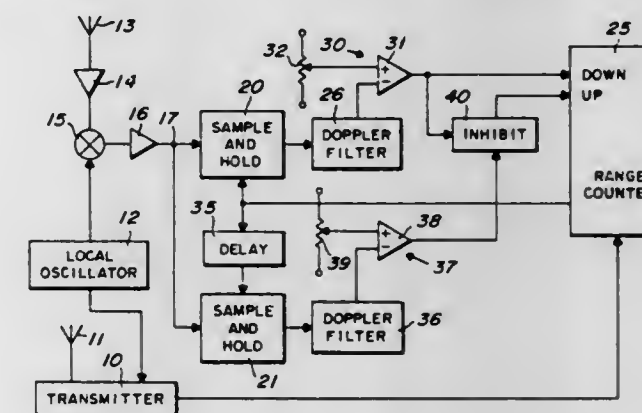 13
14
15
16
17
20
SAMPLE
AND
HOLD
32
30
31
+
−
26
DOPPLER
FILTER
25
DOWN
UP
RANGE
COUNTE
40
INHIBIT
12
LOCAL
OSCILLATOR
35
DELAY
39
+
−
38
37
SAMPLE
AND
HOLD
21
DOPPLER
FILTER
36
11
10
TRANSMITTER